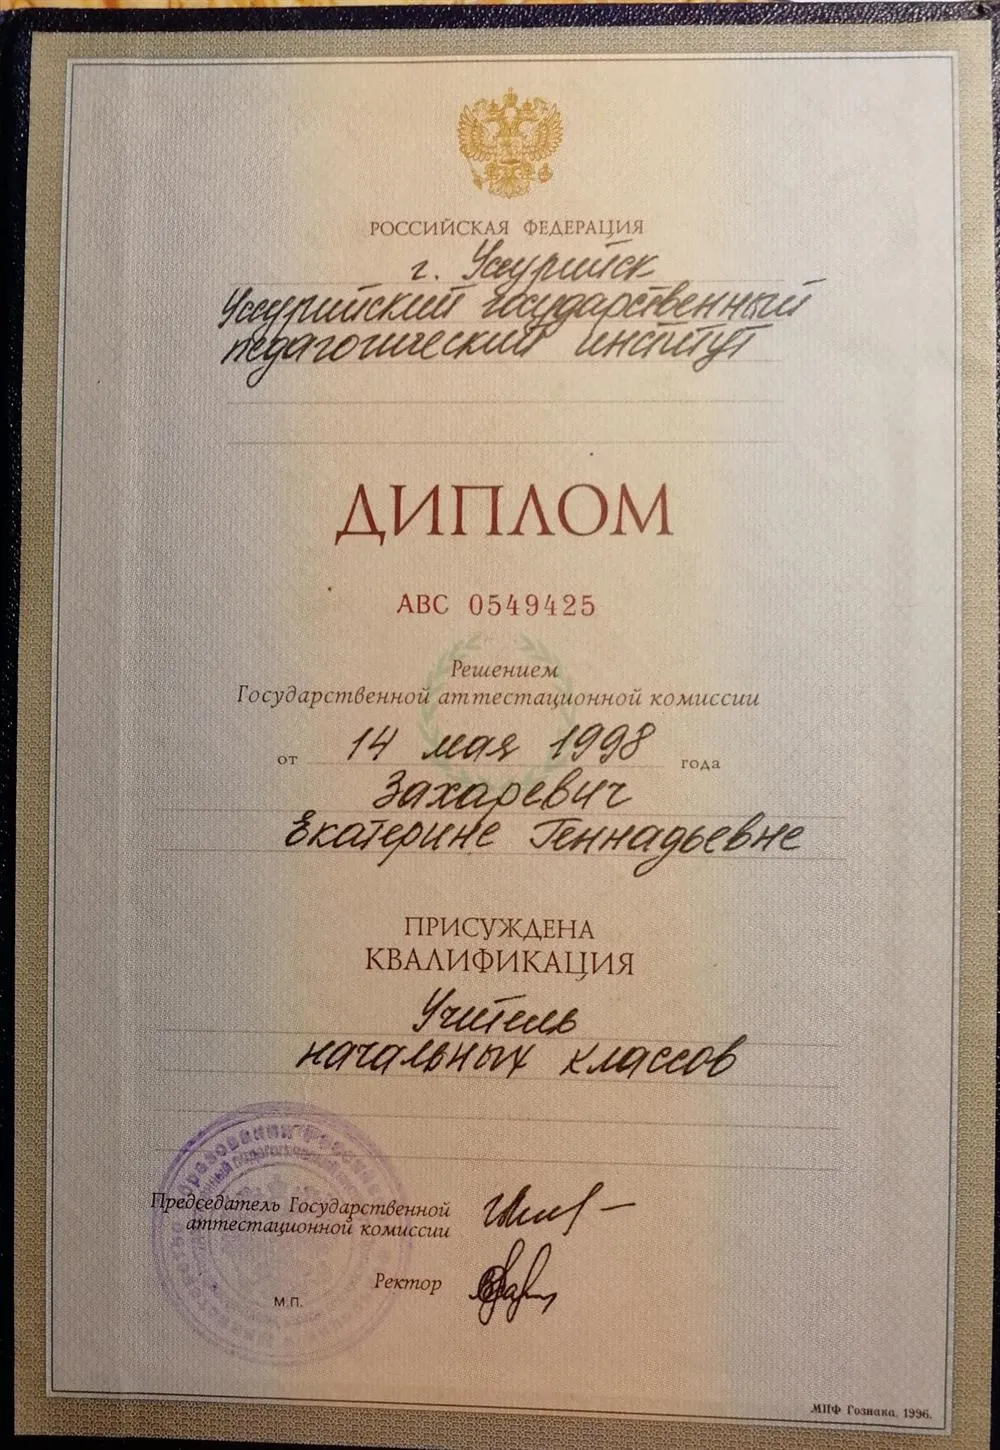 РОССИЙСКАЯ ФЕДЕРАЦИЯ
г. Уссурийск
Уссурийский государственный
педагогический институт
ДИПЛОМ
АВС 0549425
Решением
Государственной аттестационной комиссии
от 14 мая 1998 года
Захаревич
Екатерине Геннадьевне
ПРИСУЖДЕНА
КВАЛИФИКАЦИЯ
Учитель
начальных классов
Председатель Государственной
аттестационной комиссии
Ректор
М.П.
МПФ Гознака. 1996.